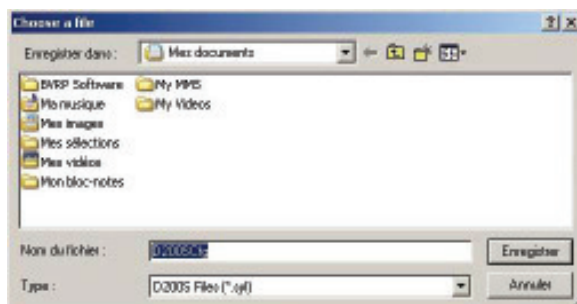 Choose a file
Enregistrer dans :
Mes documents
BVRP Software
My MMS
Ma musique
My Videos
Mes images
Mes sélections
Mes vidéos
Mon bloc-notes
Nom du fichier :
Enregistrer
Type :
D200S Files (*.cyf)
Annuler